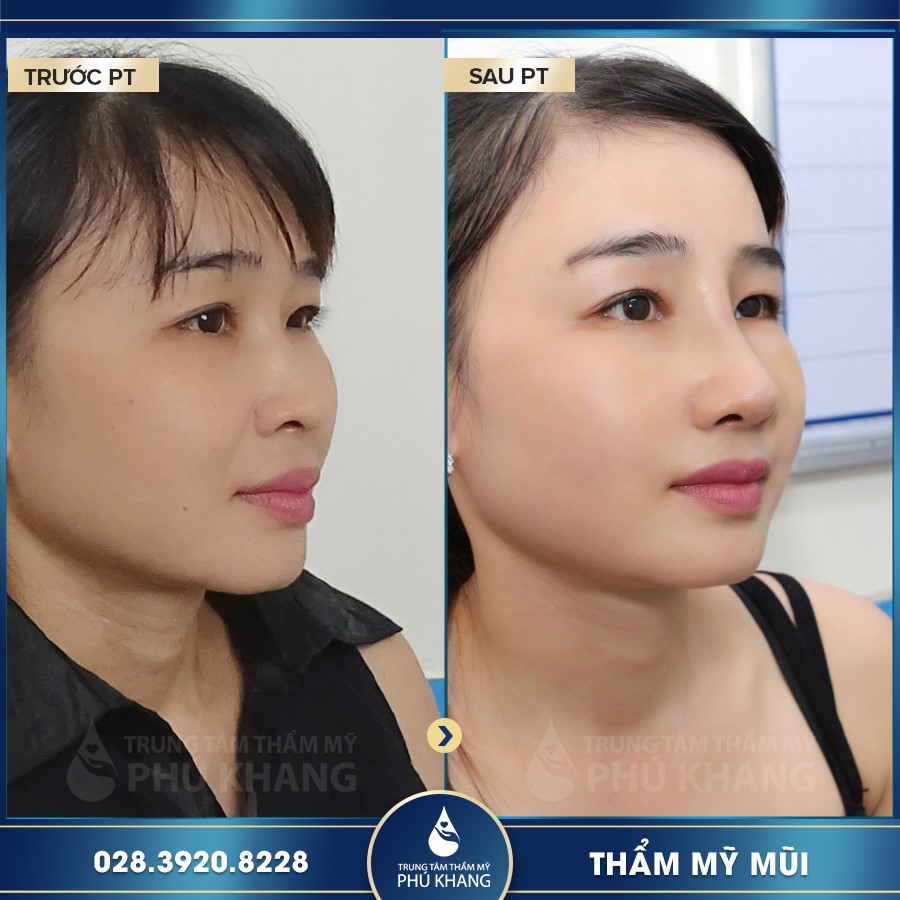 TRƯỚC PT
SAU PT
TRUNG TÂM THẨM MỸ
PHÚ KHANG
TRUNG TÂM THẨM MỸ
PHÚ KHANG
028.3920.8228
TRUNG TÂM THẨM MỸ
PHÚ KHANG
THẨM MỸ MŨI